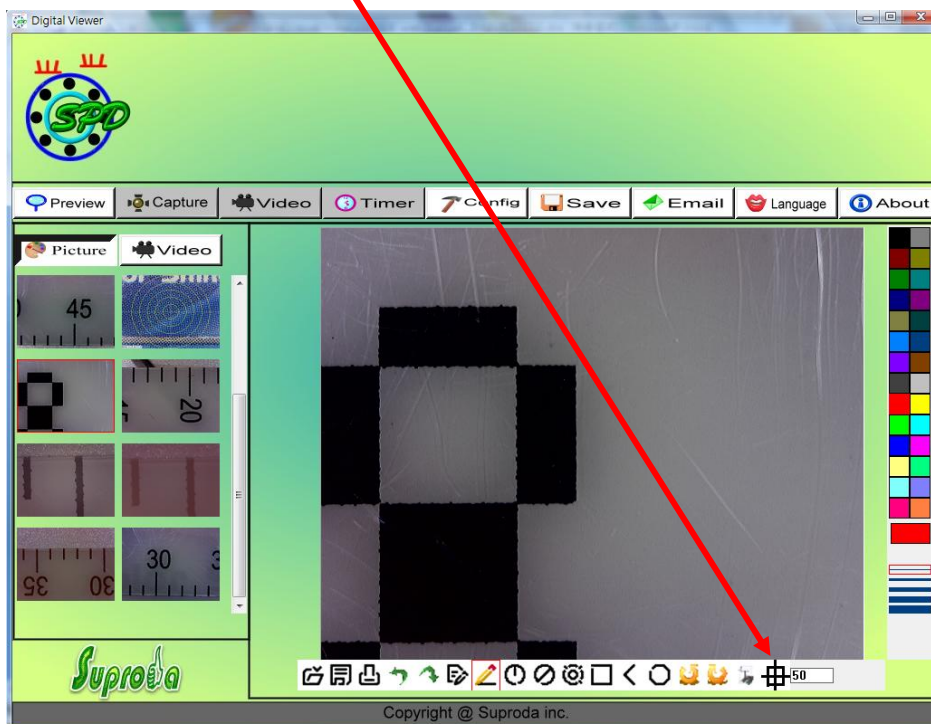 Digital Viewer
SPD
Preview
Capture
Video
Timer
Config
Save
Email
Language
About
Picture
Video
45
20
35
30
30
Suproda
50
Copyright @ Suproda inc.